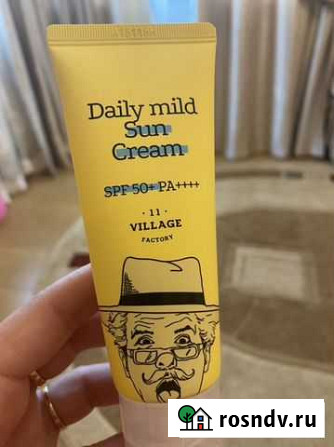 Daily mild
Sun
Cream
SPF 50+ PA++++
· 11 ·
VILLAGE
FACTORY
rosndv.ru